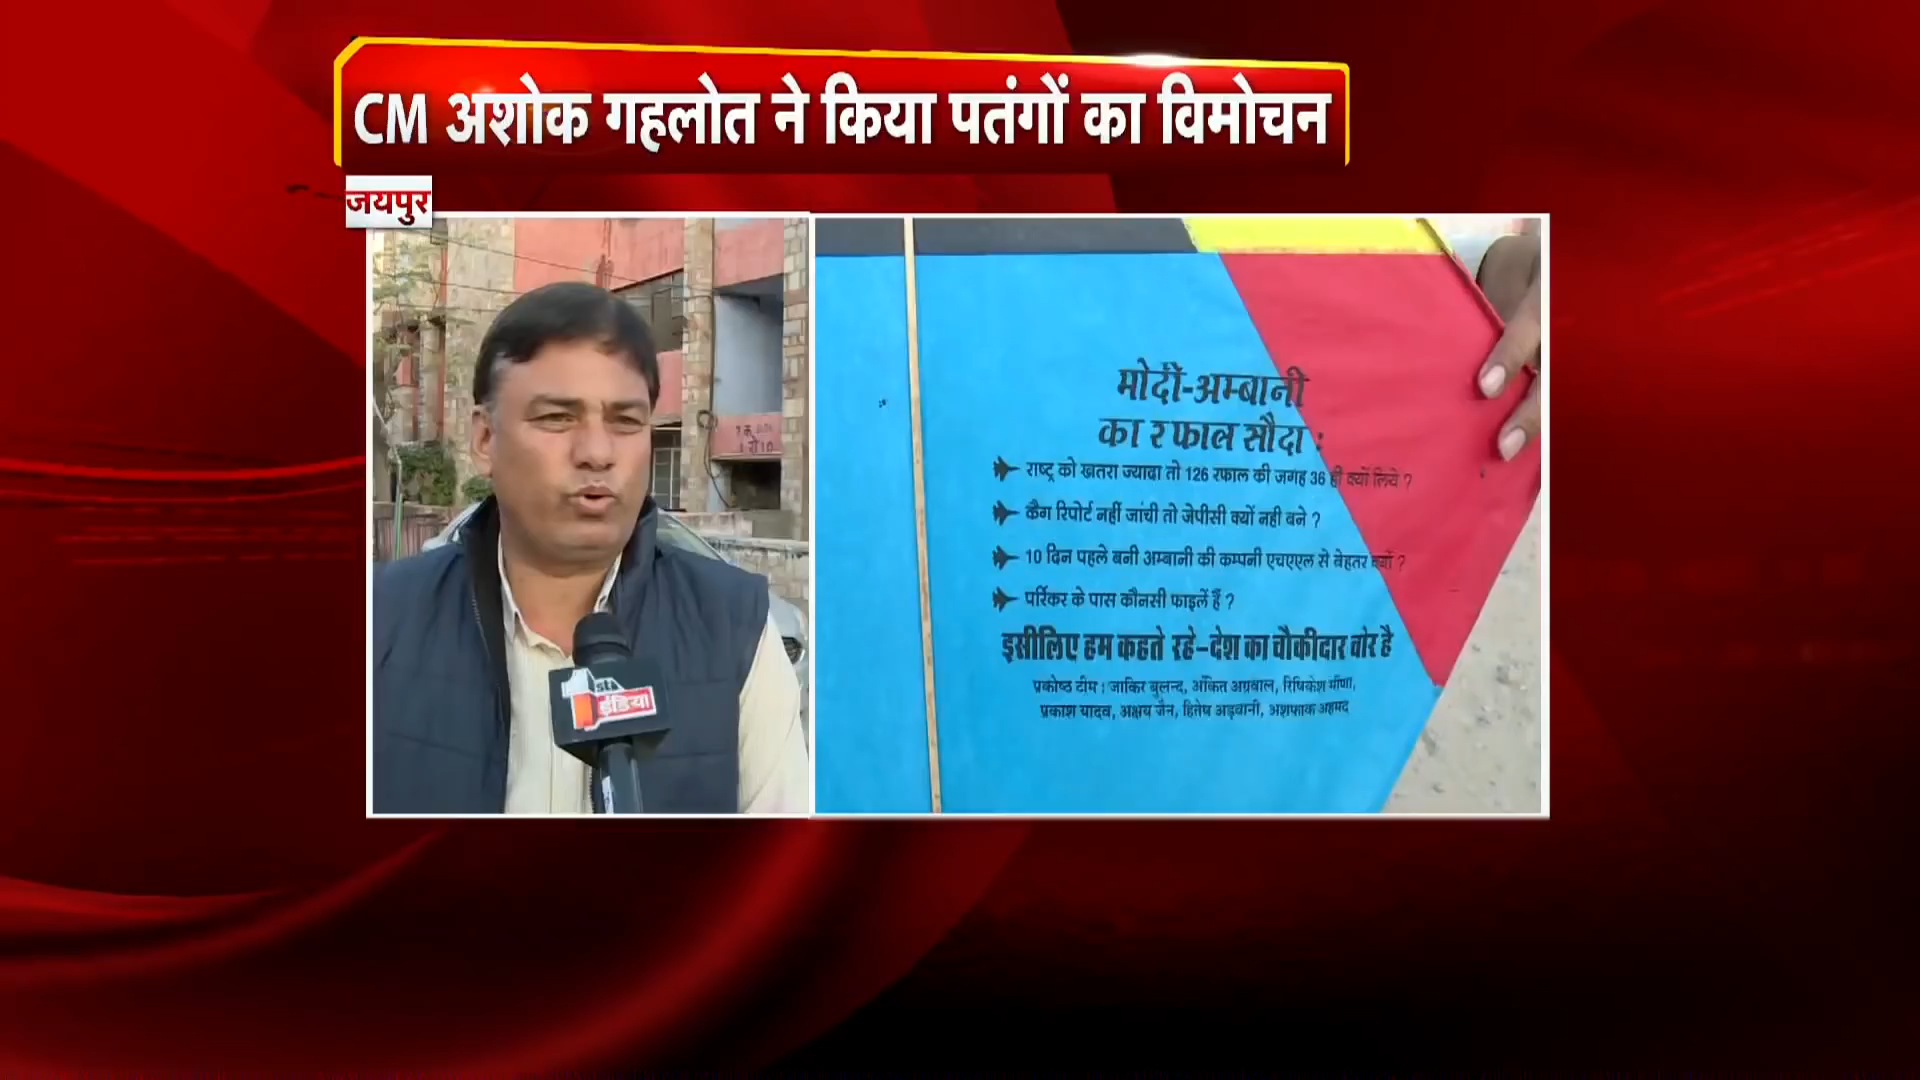 CM अशोक गहलोत ने किया पतंगों का विमोचन
जयपुर
1st
इंडिया
मोदी-अम्बानी
का रफाल सौदा :
राष्ट्र को खतरा ज्यादा तो 126 रफाल की जगह 36 ही क्यों लिये ?
कैग रिपोर्ट नहीं जांची तो जेपीसी क्यों नही बने ?
10 दिन पहले बनी अम्बानी की कम्पनी एचएएल से बेहतर क्यों ?
पर्रिकर के पास कौनसी फाइलें हैं ?
इसीलिए हम कहते रहे-देश का चौकीदार चोर है
प्रकोष्ठ टीम : जाकिर बुलन्द, अंकित अग्रवाल, रिषिकेश मीणा,
प्रकाश यादव, अक्षय जैन, हितेष अड़वानी, अशफाक अहमद